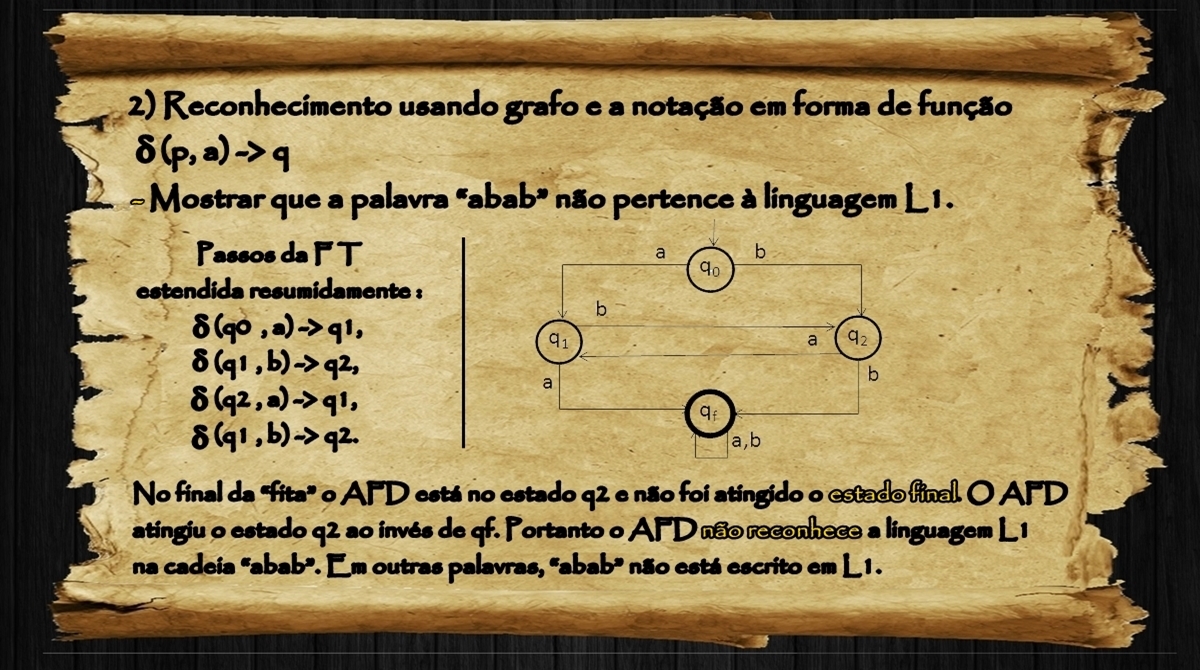 2) Reconhecimento usando grafo e a notação em forma de função
δ (p, a) -> q
- Mostrar que a palavra “abab” não pertence à linguagem L1.
Passos da FT
estendida resumidamente :
δ (q0 , a) -> q1,
δ (q1 , b) -> q2,
δ (q2 , a) -> q1,
δ (q1 , b) -> q2.
a q0 b
b
q1 a q2
a b
qf
a,b
No final da “fita” o AFD está no estado q2 e não foi atingido o estado final. O AFD
atingiu o estado q2 ao invés de qf. Portanto o AFD não reconhece a linguagem L1
na cadeia “abab”. Em outras palavras, “abab” não está escrito em L1.